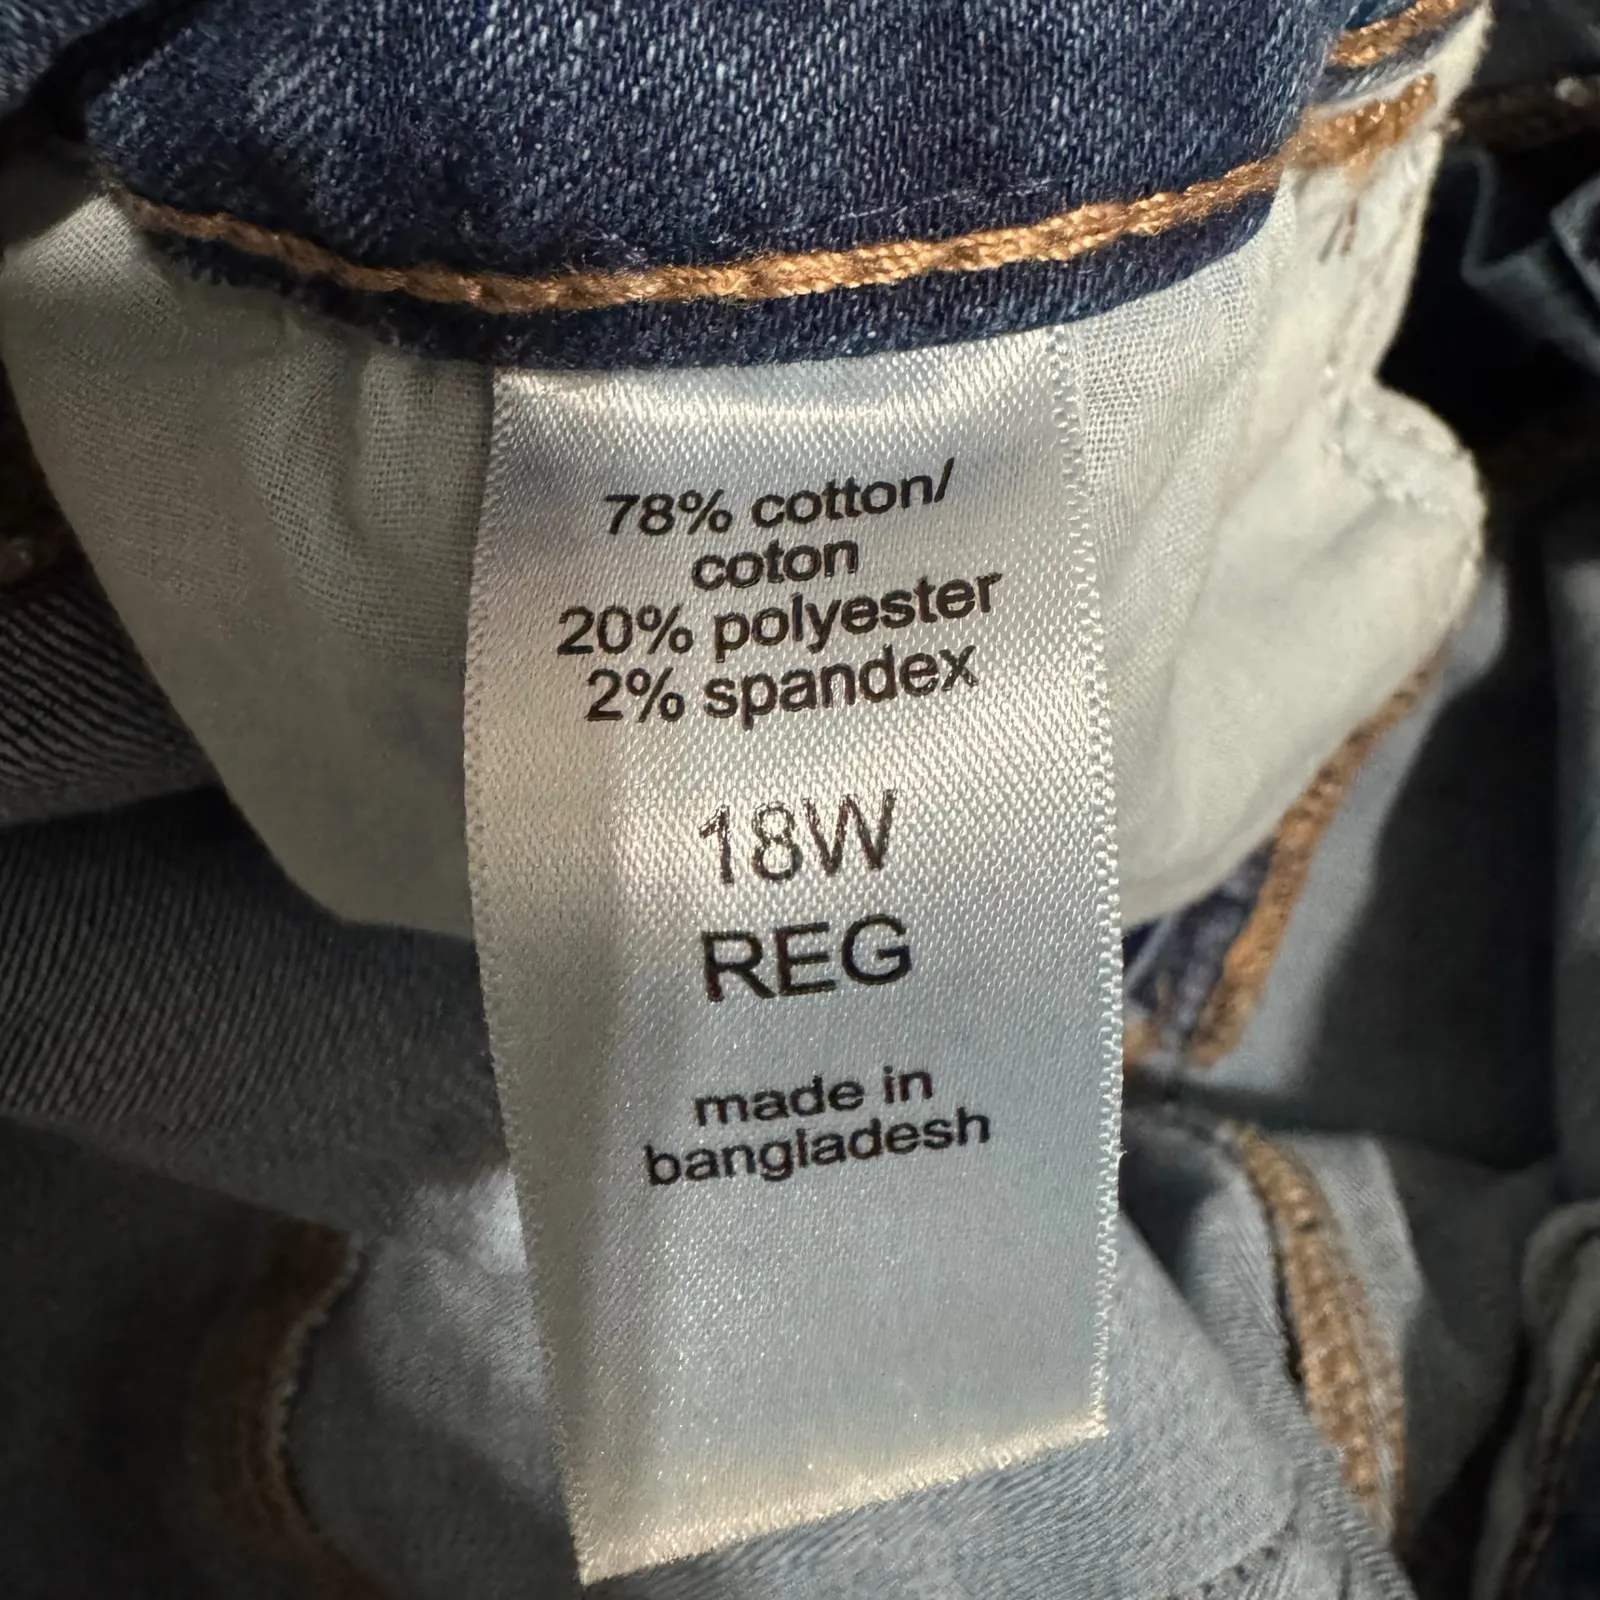 78% cotton/
coton
20% polyester
2% spandex
18W
REG
made in
bangladesh